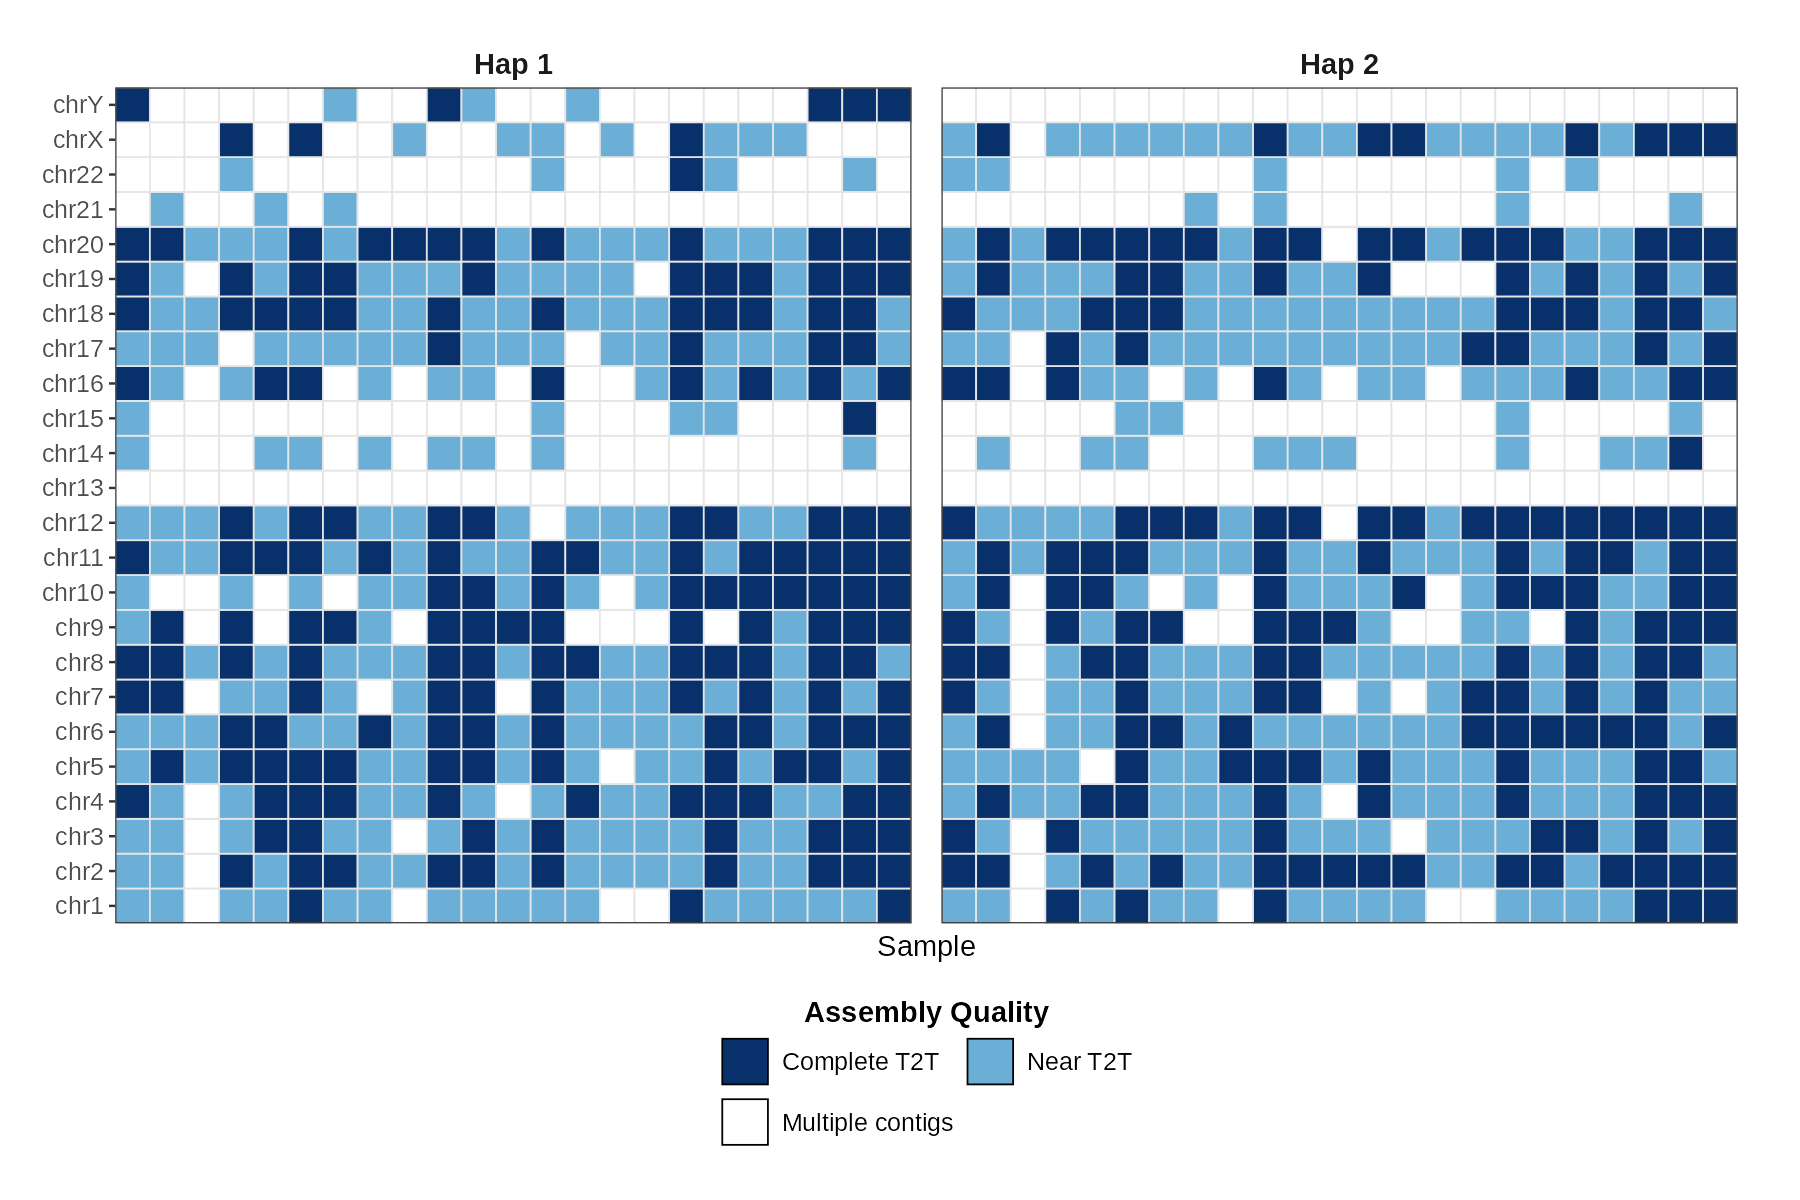 Hap 1
Hap 2
chrY
chrX
chr22
chr21
chr20
chr19
chr18
chr17
chr16
chr15
chr14
chr13
chr12
chr11
chr10
chr9
chr8
chr7
chr6
chr5
chr4
chr3
chr2
chr1
Sample
Assembly Quality
Complete T2T
Near T2T
Multiple contigs